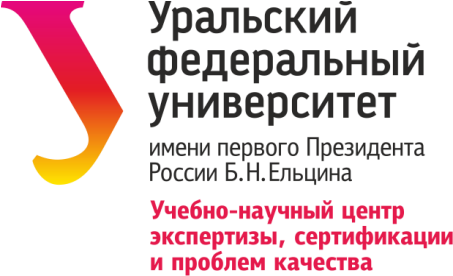 Уральский
федеральный
университет
имени первого Президента
России Б.Н.Ельцина
Учебно-научный центр
экспертизы, сертификации
и проблем качества